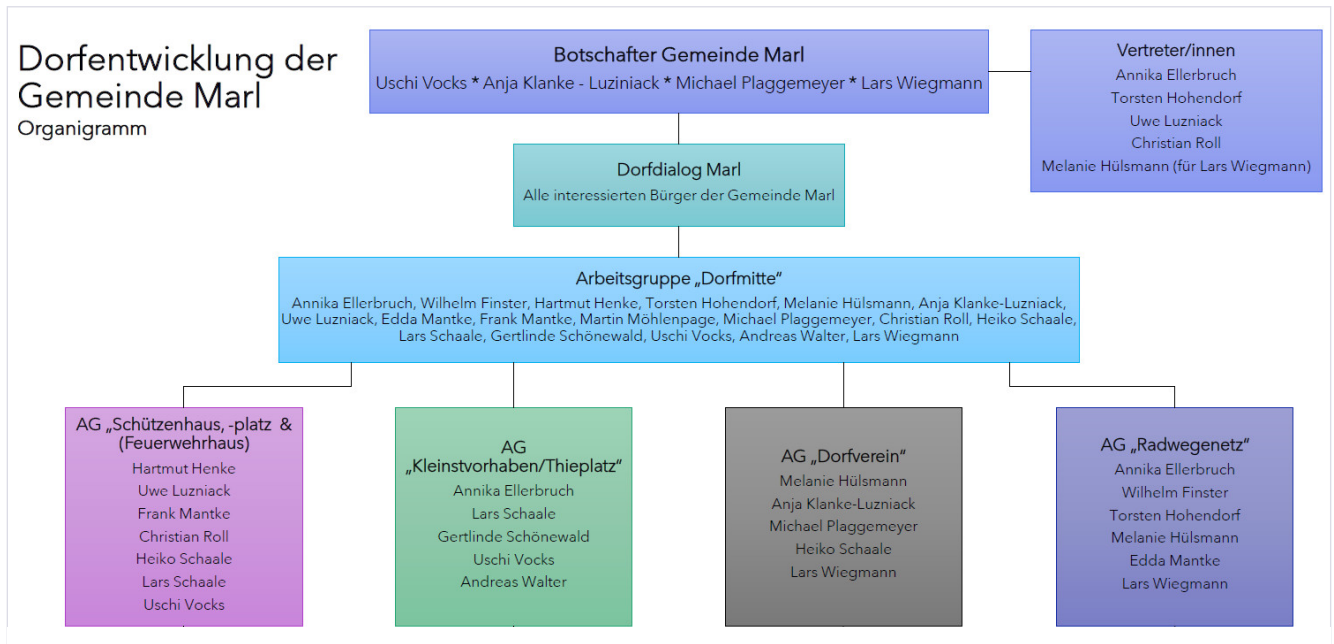 Dorfentwicklung der
Gemeinde Marl
Organigramm
Botschafter Gemeinde Marl
Uschi Vocks * Anja Klanke - Luziniack * Michael Plaggemeyer * Lars Wiegmann
Vertreter/innen
Annika Ellerbruch
Torsten Hohendorf
Uwe Luzniack
Christian Roll
Melanie Hülsmann (für Lars Wiegmann)
Dorfdialog Marl
Alle interessierten Bürger der Gemeinde Marl
Arbeitsgruppe „Dorfmitte“
Annika Ellerbruch, Wilhelm Finster, Hartmut Henke, Torsten Hohendorf, Melanie Hülsmann, Anja Klanke-Luzniack,
Uwe Luzniack, Edda Mantke, Frank Mantke, Martin Möhlenpage, Michael Plaggemeyer, Christian Roll, Heiko Schaale,
Lars Schaale, Gertlinde Schönewald, Uschi Vocks, Andreas Walter, Lars Wiegmann
AG „Schützenhaus, -platz &
(Feuerwehrhaus)
Hartmut Henke
Uwe Luzniack
Frank Mantke
Christian Roll
Heiko Schaale
Lars Schaale
Uschi Vocks
AG
„Kleinstvorhaben/Thieplatz“
Annika Ellerbruch
Lars Schaale
Gertlinde Schönewald
Uschi Vocks
Andreas Walter
AG „Dorfverein“
Melanie Hülsmann
Anja Klanke-Luzniack
Michael Plaggemeyer
Heiko Schaale
Lars Wiegmann
AG „Radwegenetz“
Annika Ellerbruch
Wilhelm Finster
Torsten Hohendorf
Melanie Hülsmann
Edda Mantke
Lars Wiegmann